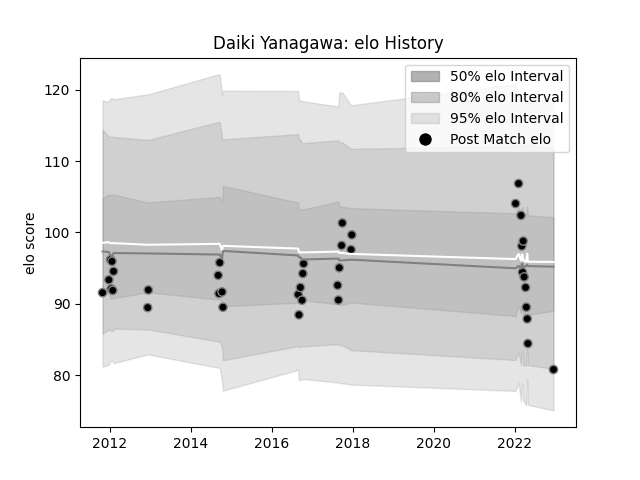 Daiki Yanagawa: elo History
50% elo Interval
80% elo Interval
95% elo Interval
Post Match elo
elo score
120
110
100
90
80
2012
2014
2016
2018
2020
2022